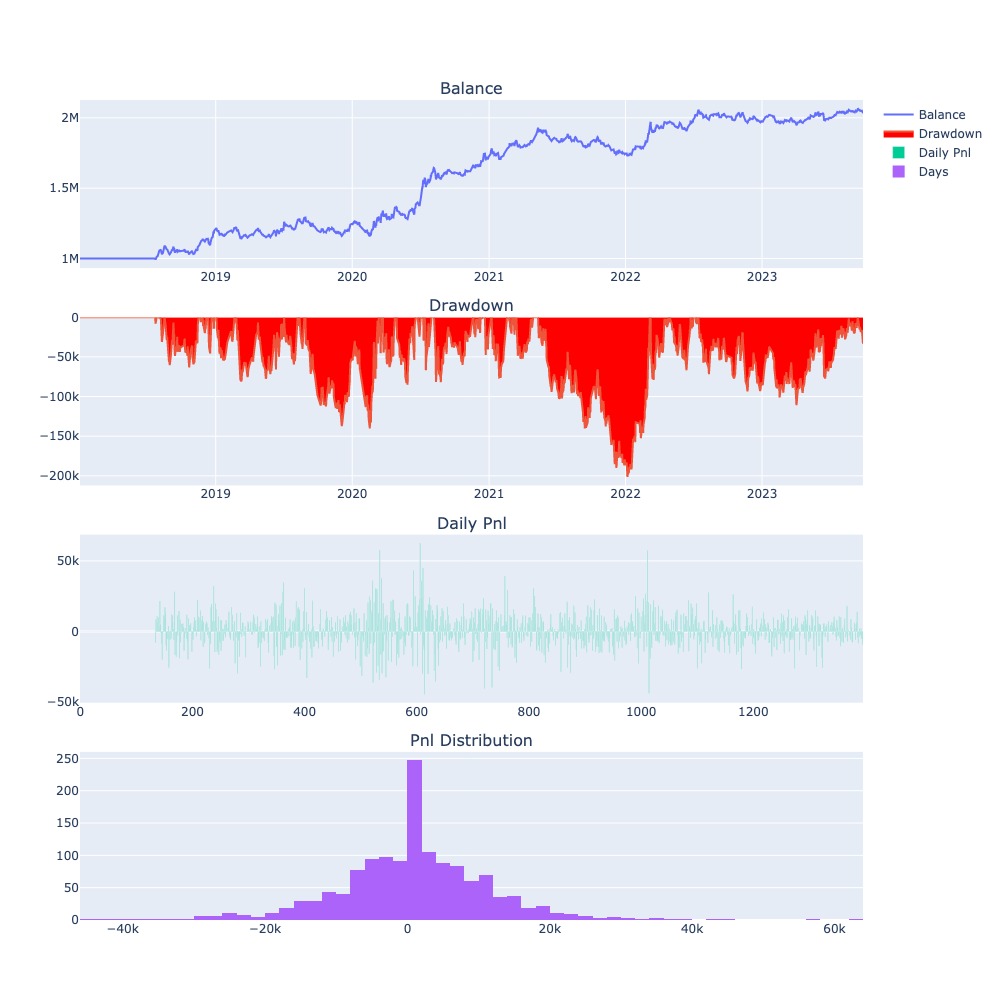 Balance
2M
1.5M
1M
2019 2020 2021 2022 2023
Balance
Drawdown
Daily Pnl
Days
Drawdown
0
−50k
−100k
−150k
−200k
2019 2020 2021 2022 2023
Daily Pnl
50k
0
−50k
0 200 400 600 800 1000 1200
Pnl Distribution
250
200
150
100
50
0
−40k −20k 0 20k 40k 60k